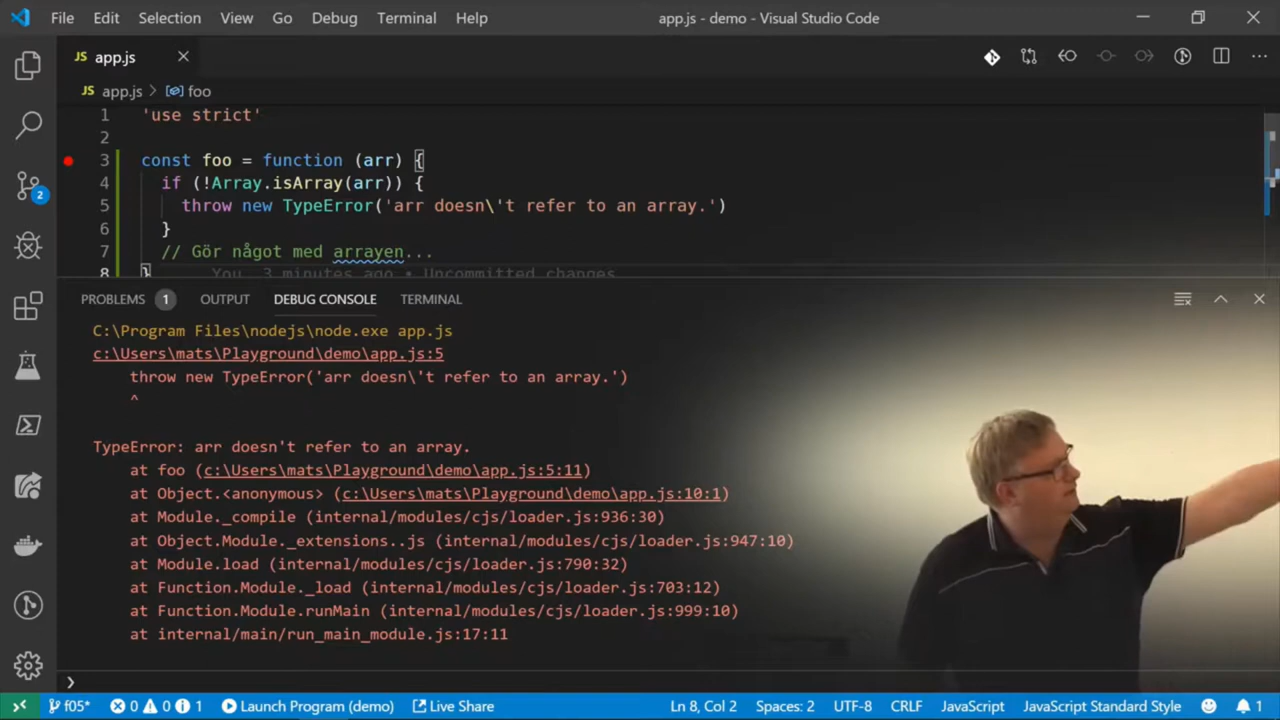 File Edit Selection View Go Debug Terminal Help app.js - demo - Visual Studio Code
JS app.js
JS app.js > foo
1 'use strict'
2
3 const foo = function (arr) {
4 if (!Array.isArray(arr)) {
5 throw new TypeError('arr doesn\'t refer to an array.')
6 }
7 // Gör något med arrayen...
8 } You, 3 minutes ago • Uncommitted changes
2
PROBLEMS 1 OUTPUT DEBUG CONSOLE TERMINAL
C:\Program Files\nodejs\node.exe app.js
c:\Users\mats\Playground\demo\app.js:5
throw new TypeError('arr doesn\'t refer to an array.')
^
TypeError: arr doesn't refer to an array.
at foo (c:\Users\mats\Playground\demo\app.js:5:11)
at Object.<anonymous> (c:\Users\mats\Playground\demo\app.js:10:1)
at Module._compile (internal/modules/cjs/loader.js:936:30)
at Object.Module._extensions..js (internal/modules/cjs/loader.js:947:10)
at Module.load (internal/modules/cjs/loader.js:790:32)
at Function.Module._load (internal/modules/cjs/loader.js:703:12)
at Function.Module.runMain (internal/modules/cjs/loader.js:999:10)
at internal/main/run_main_module.js:17:11
f05* 0 0 1 Launch Program (demo) Live Share Ln 8, Col 2 Spaces: 2 UTF-8 CRLF JavaScript JavaScript Standard Style 1